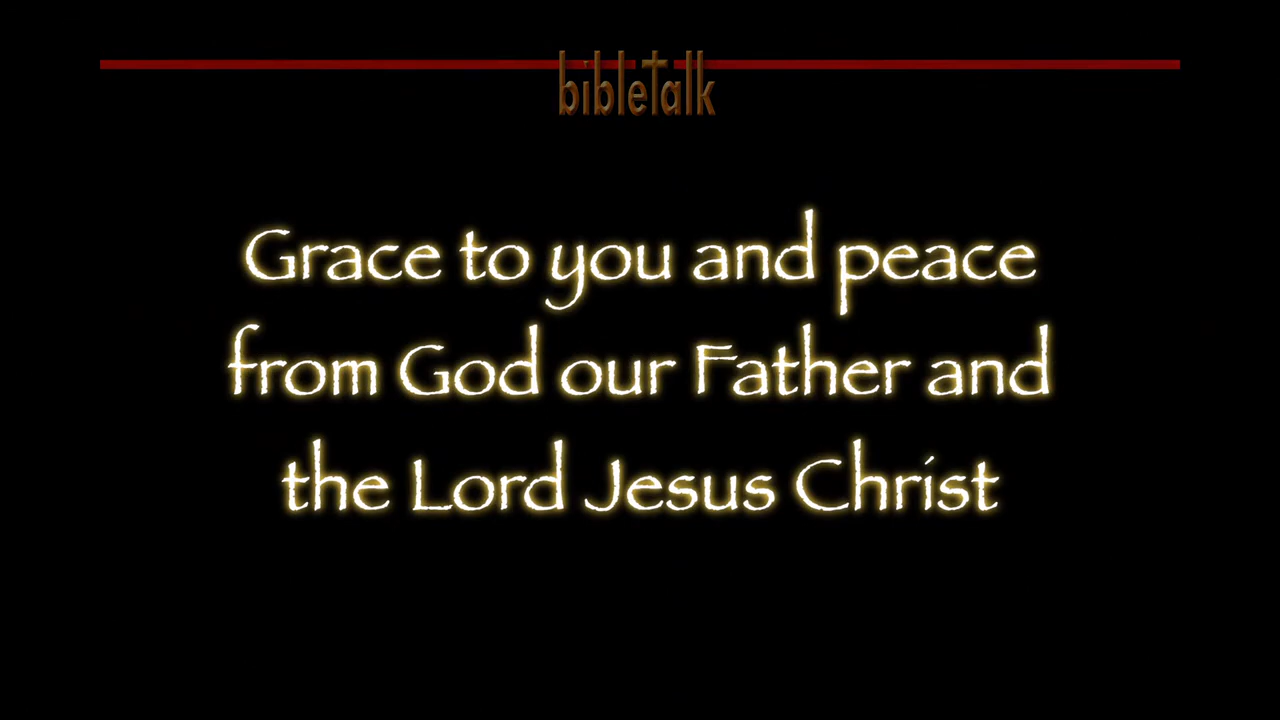 bibleTalk
Grace to you and peace
from God our Father and
the Lord Jesus Christ